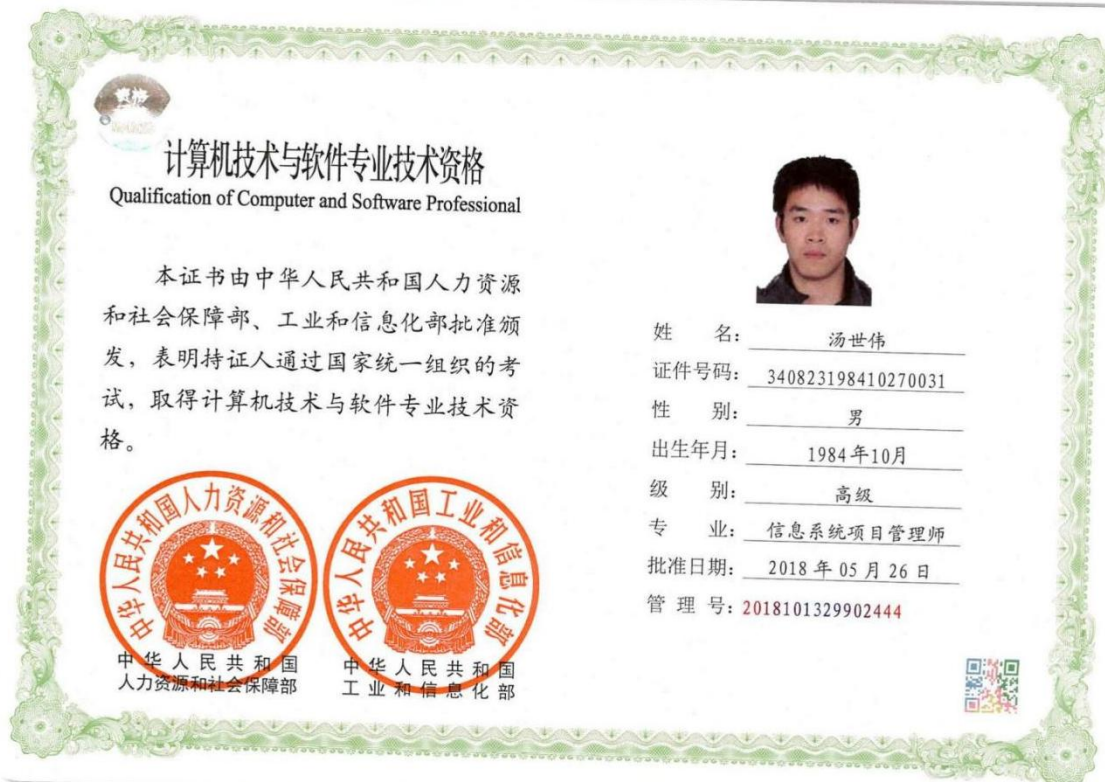 资格
计算机技术与软件专业技术资格
Qualification of Computer and Software Professional
本证书由中华人民共和国人力资源
和社会保障部、工业和信息化部批准颁
发，表明持证人通过国家统一组织的考
试，取得计算机技术与软件专业技术资
格。
中华人民共和国人力资源和社会保障部
中华人民共和国
人力资源和社会保障部
中华人民共和国工业和信息化部
中华人民共和国
工业和信息化部
姓 名： 汤世伟
证件号码： 340823198410270031
性 别： 男
出生年月： 1984年10月
级 别： 高级
专 业： 信息系统项目管理师
批准日期： 2018 年 05 月 26 日
管 理 号：2018101329902444